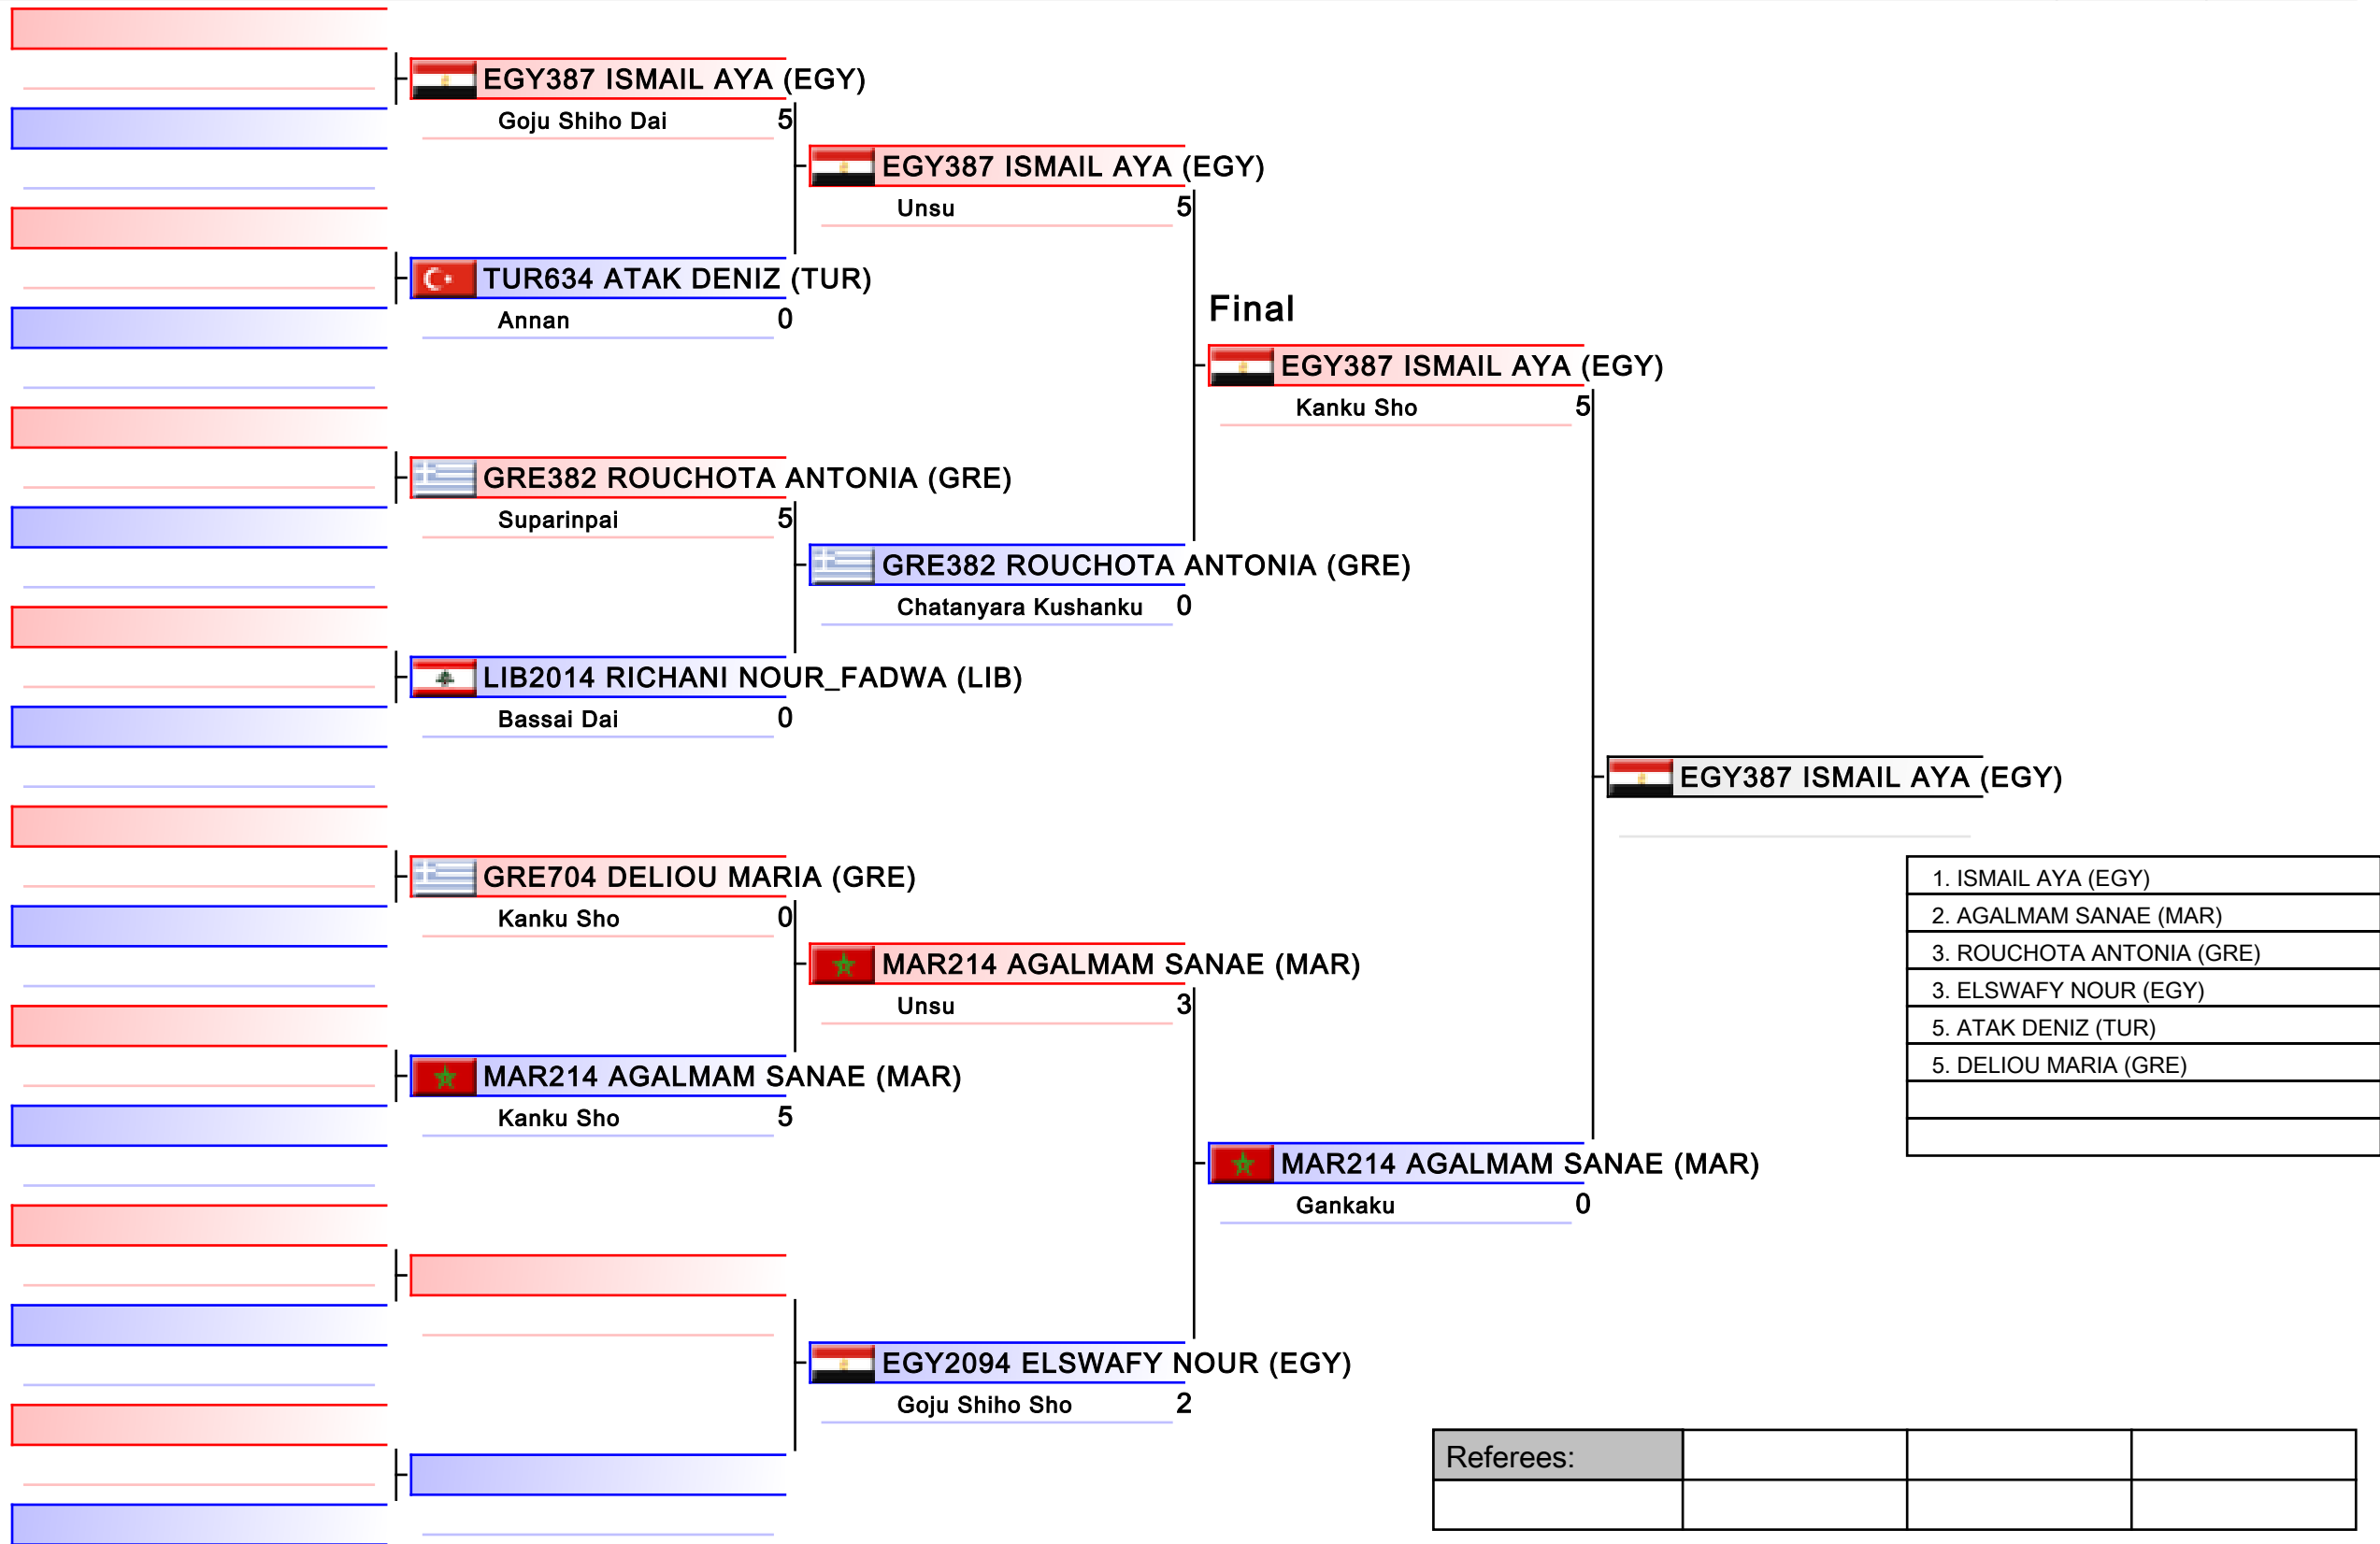 EGY387 ISMAIL AYA (EGY)
Goju Shiho Dai 5
TUR634 ATAK DENIZ (TUR)
Annan 0
GRE382 ROUCHOTA ANTONIA (GRE)
Suparinpai 5
LIB2014 RICHANI NOUR_FADWA (LIB)
Bassai Dai 0
GRE704 DELIOU MARIA (GRE)
Kanku Sho 0
MAR214 AGALMAM SANAE (MAR)
Kanku Sho 5
EGY387 ISMAIL AYA (EGY)
Unsu 5
GRE382 ROUCHOTA ANTONIA (GRE)
Chatanyara Kushanku 0
MAR214 AGALMAM SANAE (MAR)
Unsu 3
EGY2094 ELSWAFY NOUR (EGY)
Goju Shiho Sho 2
Final
EGY387 ISMAIL AYA (EGY)
Kanku Sho 5
MAR214 AGALMAM SANAE (MAR)
Gankaku 0
EGY387 ISMAIL AYA (EGY)
1. ISMAIL AYA (EGY)
2. AGALMAM SANAE (MAR)
3. ROUCHOTA ANTONIA (GRE)
3. ELSWAFY NOUR (EGY)
5. ATAK DENIZ (TUR)
5. DELIOU MARIA (GRE)
Referees: